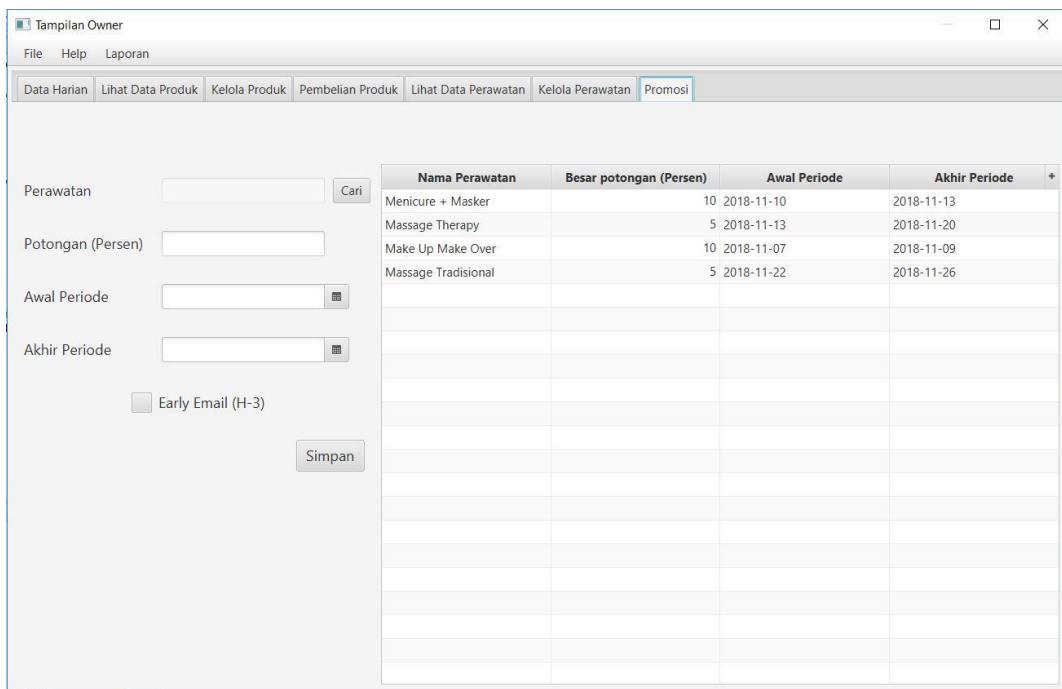 Tampilan Owner
File Help Laporan
Data Harian Lihat Data Produk Kelola Produk Pembelian Produk Lihat Data Perawatan Kelola Perawatan Promosi
Perawatan Cari
Potongan (Persen)
Awal Periode
Akhir Periode
Early Email (H-3)
Simpan
Nama Perawatan Besar potongan (Persen) Awal Periode Akhir Periode +
Menicure + Masker 10 2018-11-10 2018-11-13
Massage Therapy 5 2018-11-13 2018-11-20
Make Up Make Over 10 2018-11-07 2018-11-09
Massage Tradisional 5 2018-11-22 2018-11-26